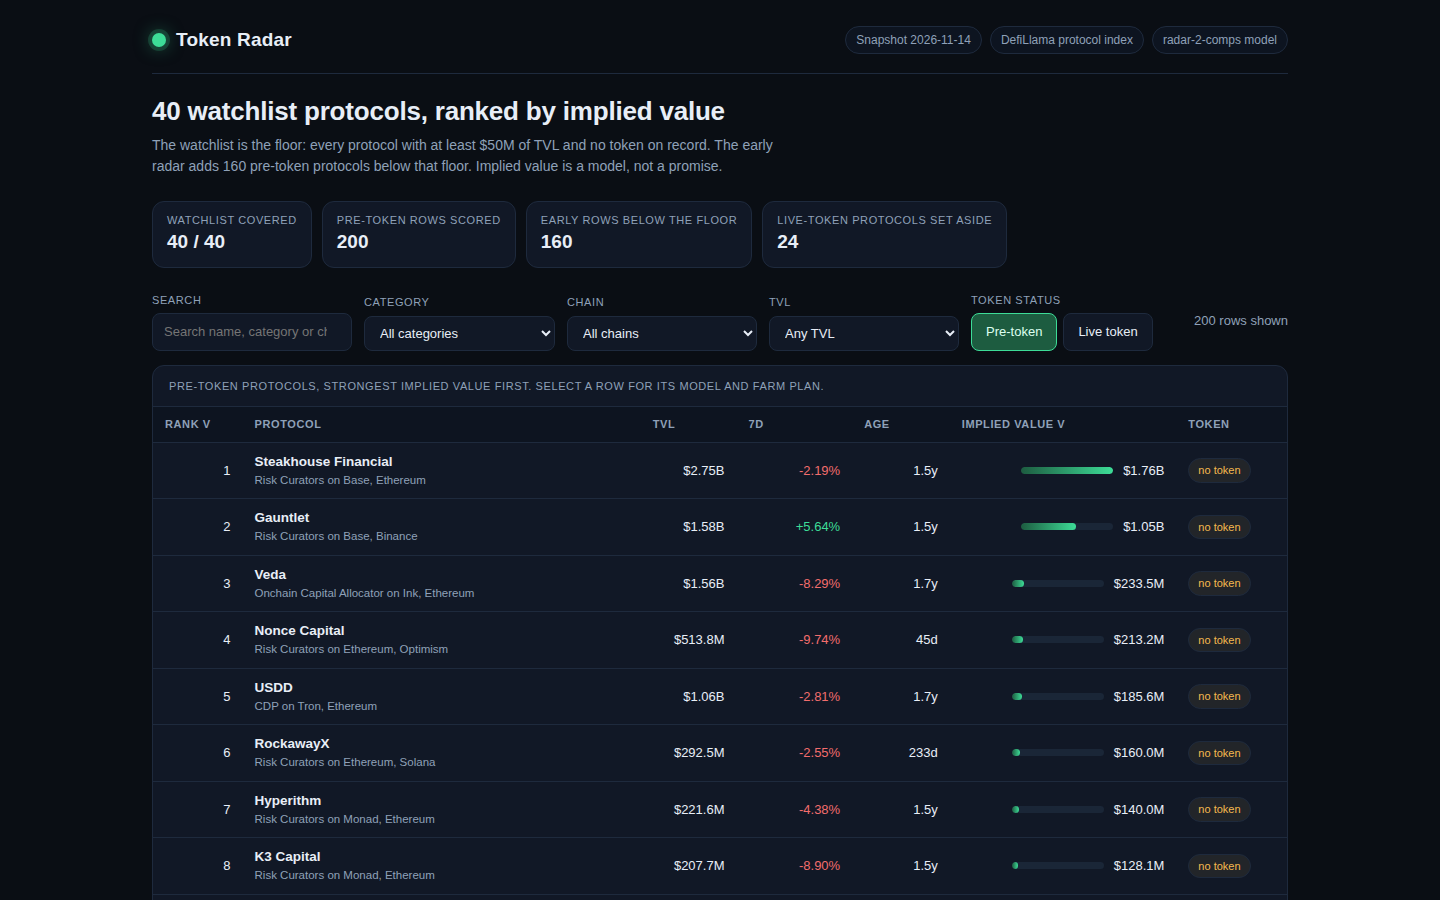 Token Radar
Snapshot 2026-11-14
DefiLlama protocol index
radar-2-comps model
40 watchlist protocols, ranked by implied value
The watchlist is the floor: every protocol with at least $50M of TVL and no token on record. The early
radar adds 160 pre-token protocols below that floor. Implied value is a model, not a promise.
WATCHLIST COVERED
40 / 40
PRE-TOKEN ROWS SCORED
200
EARLY ROWS BELOW THE FLOOR
160
LIVE-TOKEN PROTOCOLS SET ASIDE
24
SEARCH
Search name, category or ch
CATEGORY
All categories
CHAIN
All chains
TVL
Any TVL
TOKEN STATUS
Pre-token
Live token
200 rows shown
PRE-TOKEN PROTOCOLS, STRONGEST IMPLIED VALUE FIRST. SELECT A ROW FOR ITS MODEL AND FARM PLAN.
RANK V PROTOCOL TVL 7D AGE IMPLIED VALUE V TOKEN
1 Steakhouse Financial $2.75B -2.19% 1.5y $1.76B no token
Risk Curators on Base, Ethereum
2 Gauntlet $1.58B +5.64% 1.5y $1.05B no token
Risk Curators on Base, Binance
3 Veda $1.56B -8.29% 1.7y $233.5M no token
Onchain Capital Allocator on Ink, Ethereum
4 Nonce Capital $513.8M -9.74% 45d $213.2M no token
Risk Curators on Ethereum, Optimism
5 USDD $1.06B -2.81% 1.7y $185.6M no token
CDP on Tron, Ethereum
6 RockawayX $292.5M -2.55% 233d $160.0M no token
Risk Curators on Ethereum, Solana
7 Hyperithm $221.6M -4.38% 1.5y $140.0M no token
Risk Curators on Monad, Ethereum
8 K3 Capital $207.7M -8.90% 1.5y $128.1M no token
Risk Curators on Monad, Ethereum